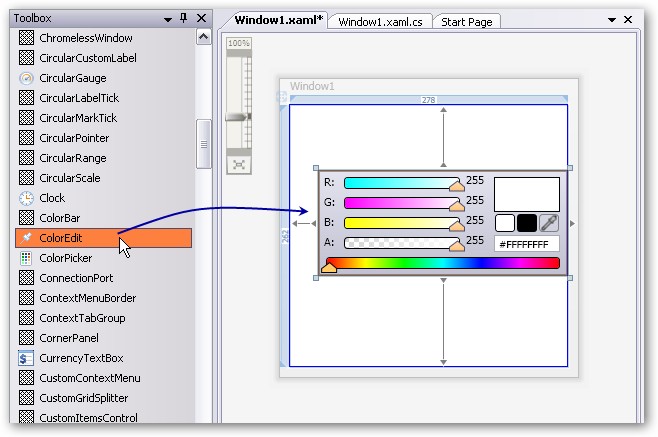 Toolbox
ChromelessWindow
CircularCustomLabel
CircularGauge
CircularLabelTick
CircularMarkTick
CircularPointer
CircularRange
CircularScale
Clock
ColorBar
ColorEdit
ColorPicker
ConnectionPort
ContextMenuBorder
ContextTabGroup
CornerPanel
CurrencyTextBox
CustomContextMenu
CustomGridSplitter
CustomItemsControl
Window1.xaml*
Window1.xaml.cs
Start Page
100%
Window1
278
262
R: 255
G: 255
B: 255
A: 255
#FFFFFFFF